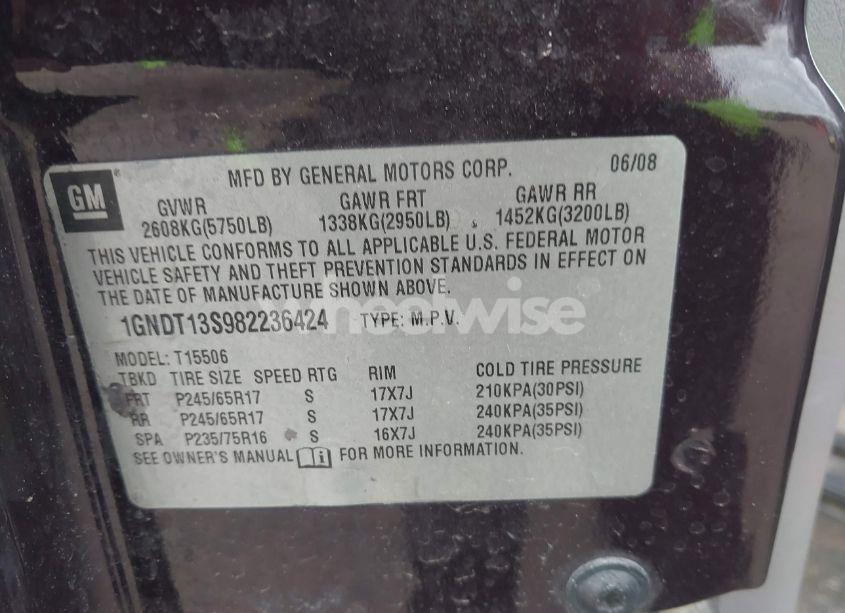 GM
MFD BY GENERAL MOTORS CORP. 06/08
GVWR GAWR FRT GAWR RR
2608KG(5750LB) 1338KG(2950LB) 1452KG(3200LB)
THIS VEHICLE CONFORMS TO ALL APPLICABLE U.S. FEDERAL MOTOR
VEHICLE SAFETY AND THEFT PREVENTION STANDARDS IN EFFECT ON
THE DATE OF MANUFACTURE SHOWN ABOVE.
wheelwise
1GNDT13S982236424 TYPE: M.P.V.
MODEL: T15506
TBKD TIRE SIZE SPEED RTG RIM COLD TIRE PRESSURE
FRT P245/65R17 S 17X7J 210KPA(30PSI)
RR P245/65R17 S 17X7J 240KPA(35PSI)
SPA P235/75R16 S 16X7J 240KPA(35PSI)
SEE OWNER'S MANUAL FOR MORE INFORMATION.